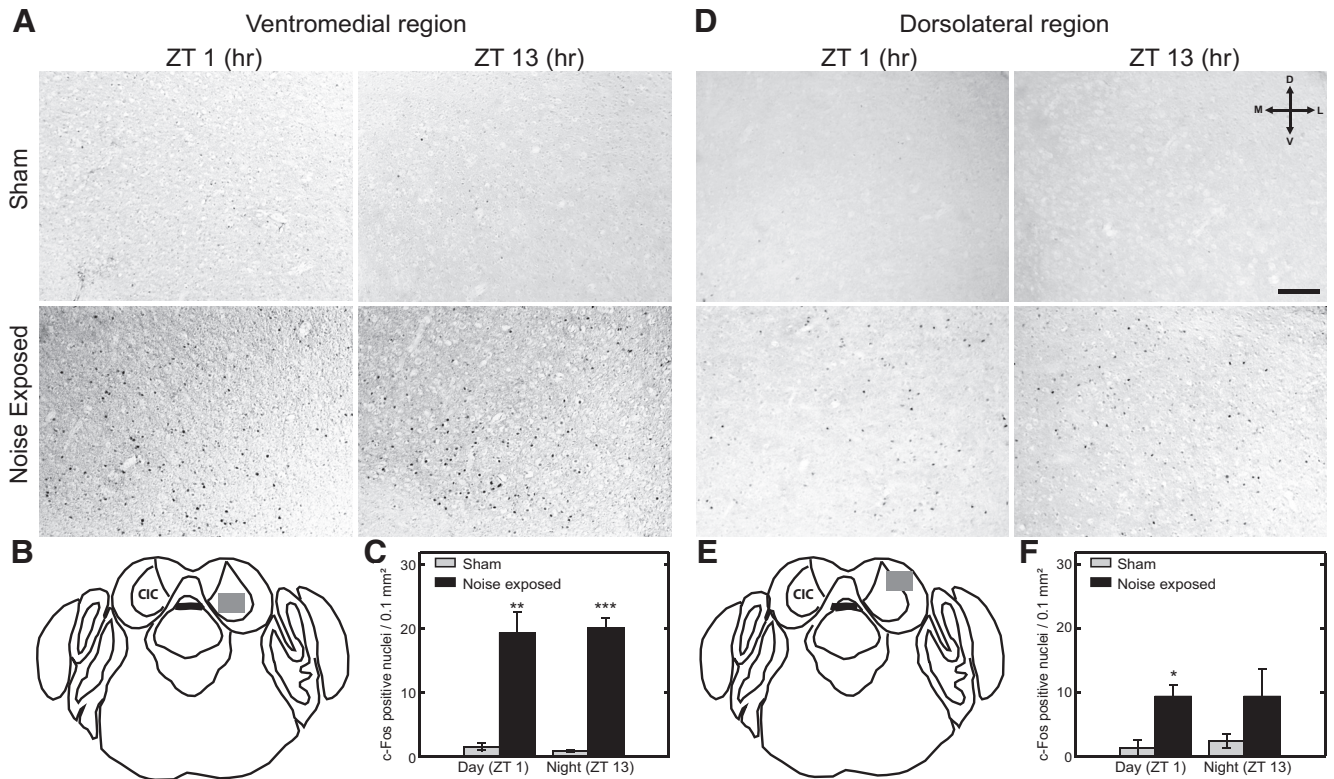 A
Ventromedial region
ZT 1 (hr)
ZT 13 (hr)
Sham
Noise Exposed
D
Dorsolateral region
ZT 1 (hr)
ZT 13 (hr)
D
M
L
V
B
CIC
C
c-Fos positive nuclei / 0.1 mm²
30
20
10
0
Sham
Noise exposed
**
***
Day (ZT 1)
Night (ZT 13)
E
CIC
F
c-Fos positive nuclei / 0.1 mm²
30
20
10
0
Sham
Noise exposed
*
Day (ZT 1)
Night (ZT 13)